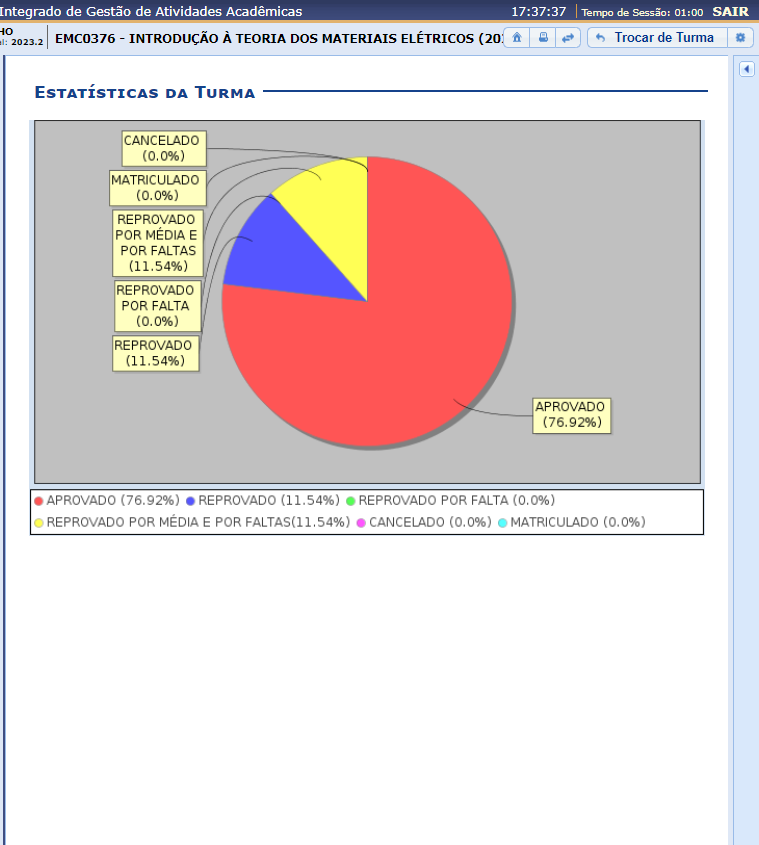 Integrado de Gestão de Atividades Acadêmicas 17:37:37 Tempo de Sessão: 01:00 SAIR
HO
el: 2023.2 EMC0376 - INTRODUÇÃO À TEORIA DOS MATERIAIS ELÉTRICOS (20 Trocar de Turma
ESTATÍSTICAS DA TURMA
CANCELADO
(0.0%)
MATRICULADO
(0.0%)
REPROVADO
POR MÉDIA E
POR FALTAS
(11.54%)
REPROVADO
POR FALTA
(0.0%)
REPROVADO
(11.54%)
APROVADO
(76.92%)
APROVADO (76.92%) REPROVADO (11.54%) REPROVADO POR FALTA (0.0%)
REPROVADO POR MÉDIA E POR FALTAS(11.54%) CANCELADO (0.0%) MATRICULADO (0.0%)